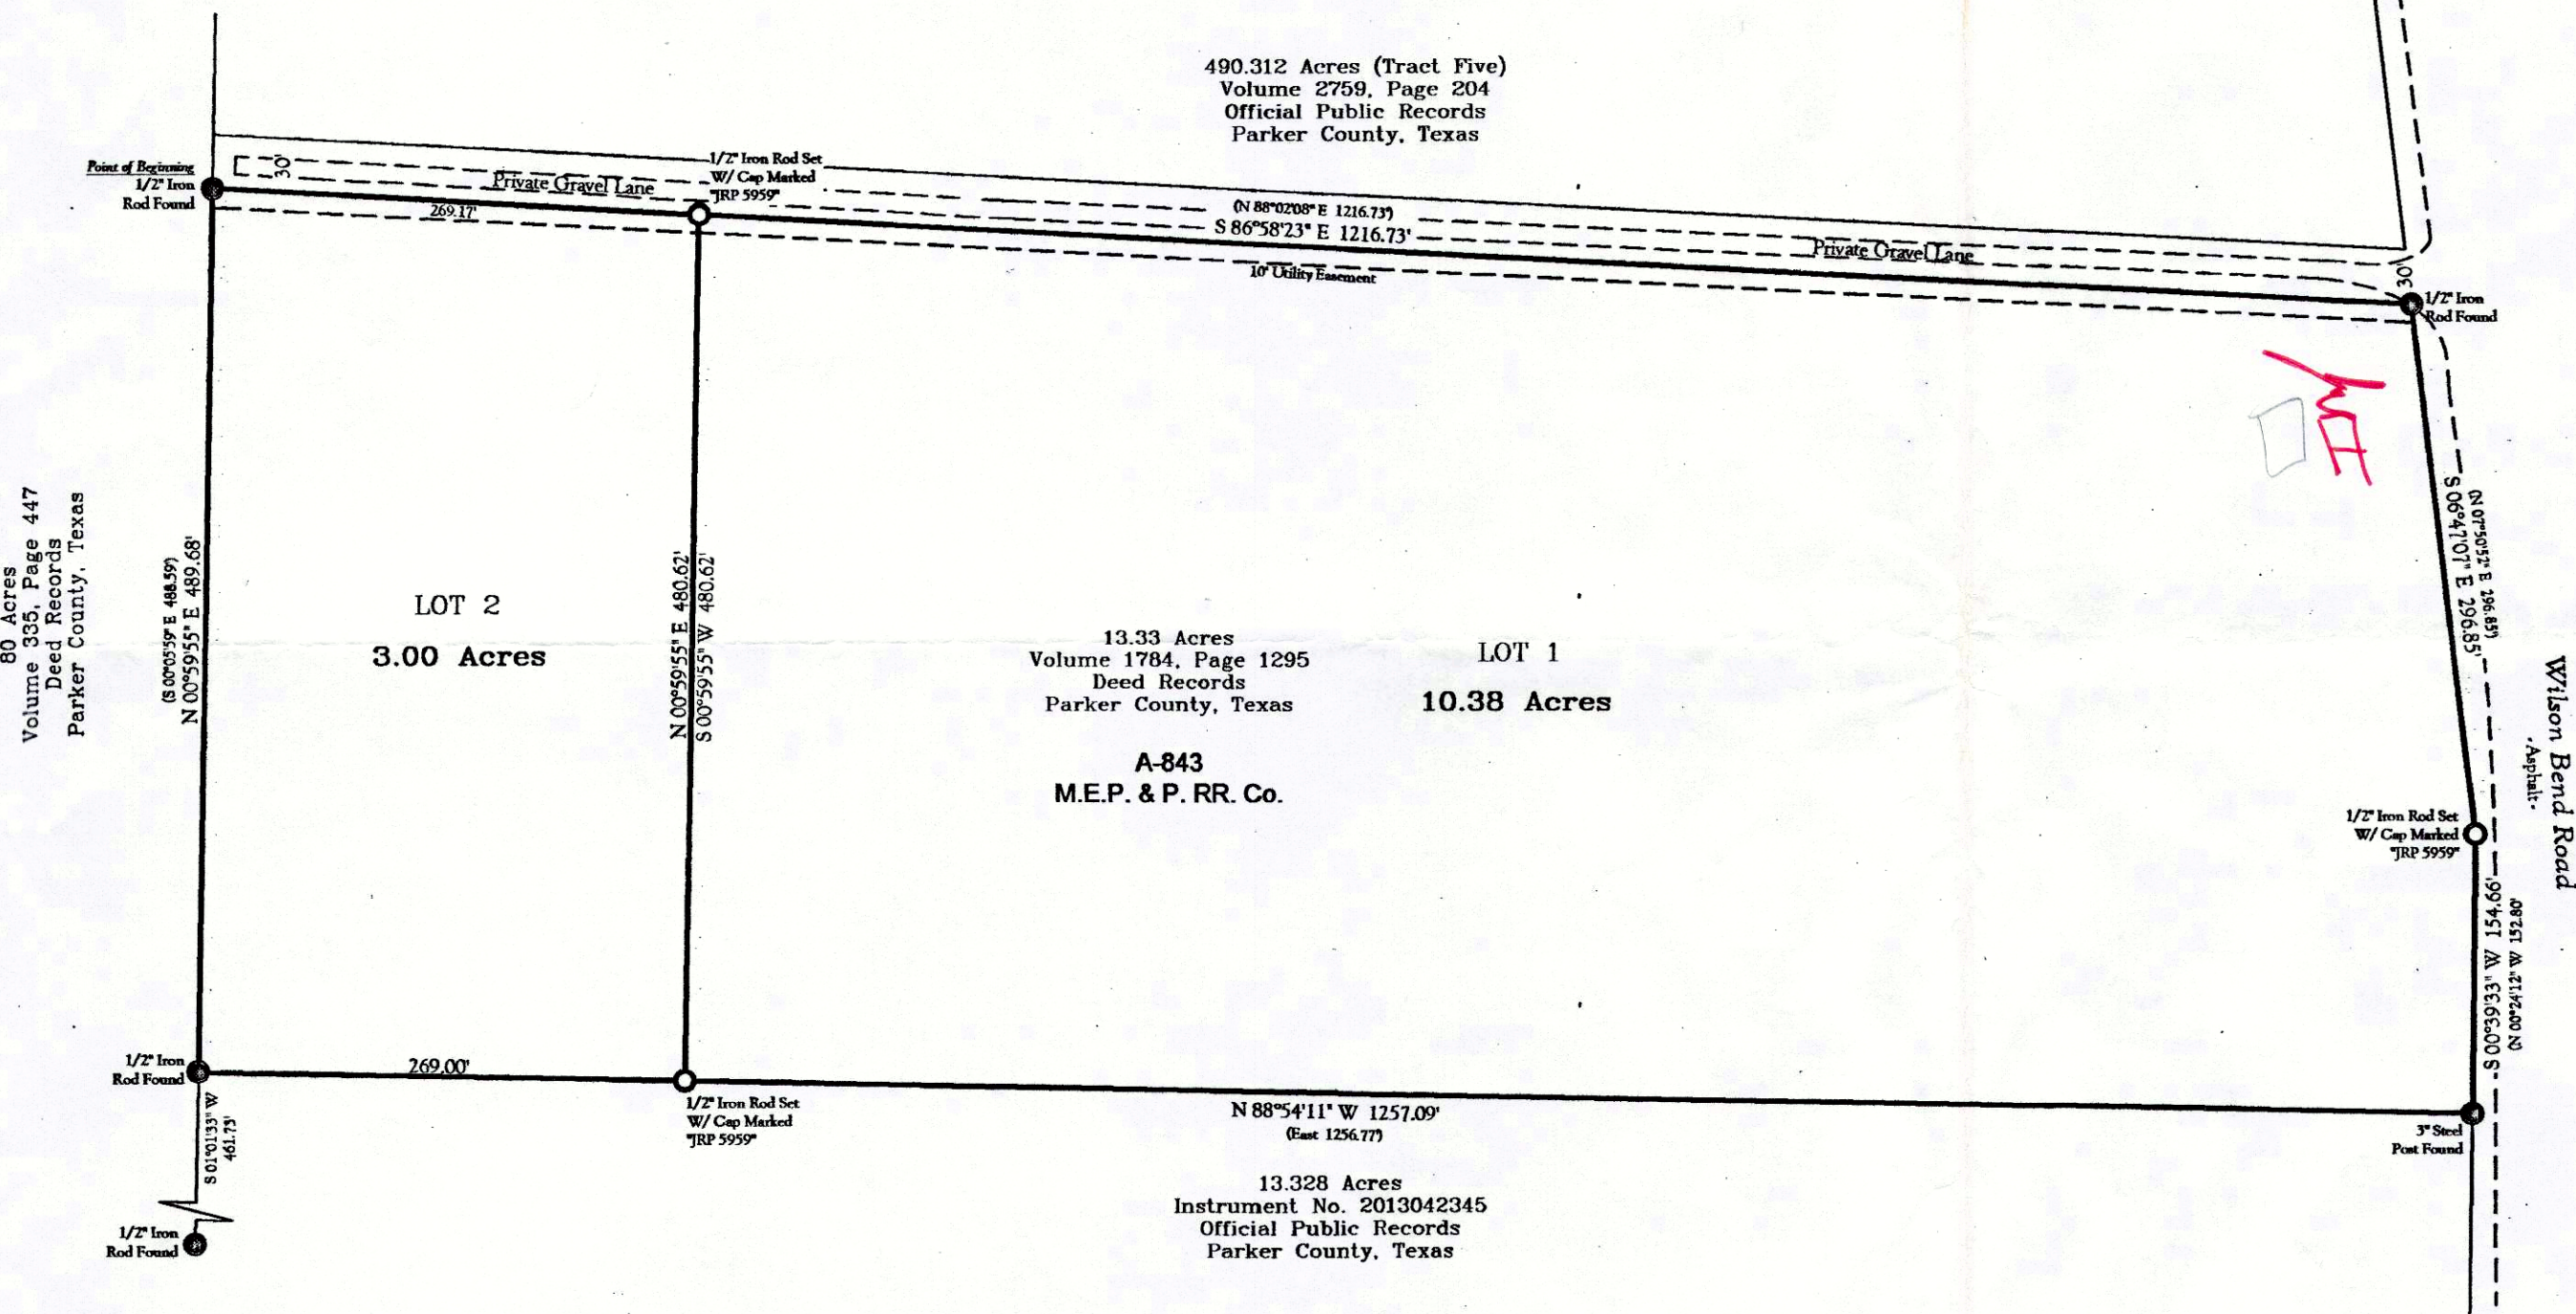 490.312 Acres (Tract Five)
Volume 2759, Page 204
Official Public Records
Parker County, Texas
Point of Beginning
1/2" Iron
Rod Found
30'
Private Gravel Lane
269.17'
1/2" Iron Rod Set
W/ Cap Marked
"JRP 5959"
(N 88°02'08" E 1216.73')
S 86°58'23" E 1216.73'
10' Utility Easement
Private Gravel Lane
30'
1/2" Iron
Rod Found
80 Acres
Volume 335, Page 447
Deed Records
Parker County, Texas
(S 00°05'59" E 488.59')
N 00°59'55" E 489.68'
LOT 2
3.00 Acres
N 00°59'55" E 480.62'
S 00°59'55" W 480.62'
13.33 Acres
Volume 1784, Page 1295
Deed Records
Parker County, Texas
A-843
M.E.P. & P. RR. Co.
LOT 1
10.38 Acres
S 06°47'07" E 296.85'
(N 07°50'52" E 296.85')
Wilson Bend Road
-Asphalt-
1/2" Iron Rod Set
W/ Cap Marked
"JRP 5959"
S 00°39'33" W 154.66'
(N 00°24'12" W 152.80'
1/2" Iron
Rod Found
269.00'
1/2" Iron Rod Set
W/ Cap Marked
"JRP 5959"
N 88°54'11" W 1257.09'
(East 1256.77')
3" Steel
Post Found
S 01°01'33" W
461.73'
1/2" Iron
Rod Found
13.328 Acres
Instrument No. 2013042345
Official Public Records
Parker County, Texas